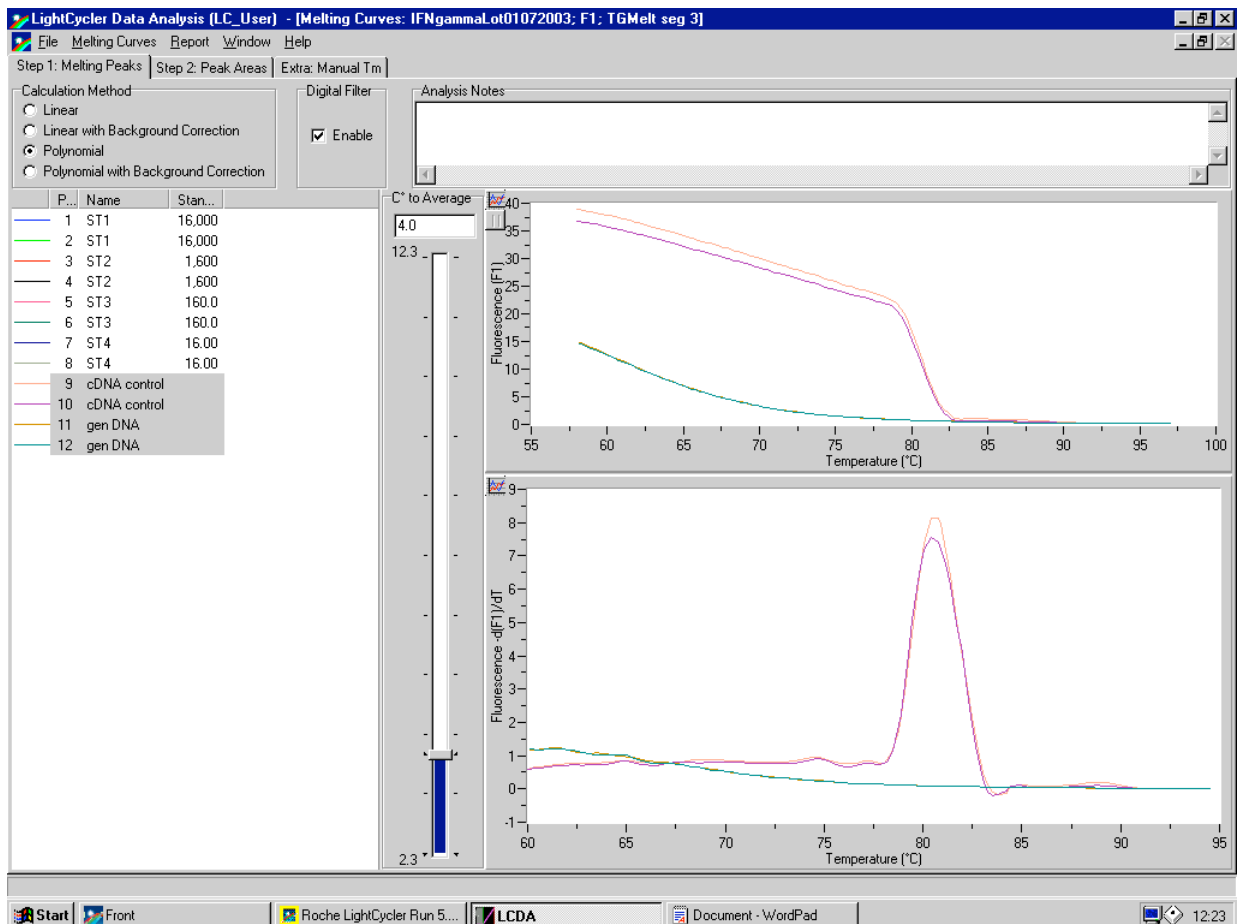 LightCycler Data Analysis (LC_User) - [Melting Curves: IFNgammaLot01072003; F1; TGMelt seg 3]
File Melting Curves Report Window Help
Step 1: Melting Peaks Step 2: Peak Areas Extra: Manual Tm
Calculation Method
Linear
Linear with Background Correction
Polynomial
Polynomial with Background Correction
Digital Filter
Enable
Analysis Notes
P... Name Stan...
1 ST1 16,000
2 ST1 16,000
3 ST2 1,600
4 ST2 1,600
5 ST3 160.0
6 ST3 160.0
7 ST4 16.00
8 ST4 16.00
9 cDNA control
10 cDNA control
11 gen DNA
12 gen DNA
C° to Average
4.0
12.3
2.3
Fluorescence (F1)
40
35
30
25
20
15
10
5
0
55 60 65 70 75 80 85 90 95 100
Temperature (°C)
Fluorescence -d(F1)/dT
9
8
7
6
5
4
3
2
1
0
-1
60 65 70 75 80 85 90 95
Temperature (°C)
Start Front Roche LightCycler Run 5.... LCDA Document - WordPad 12:23